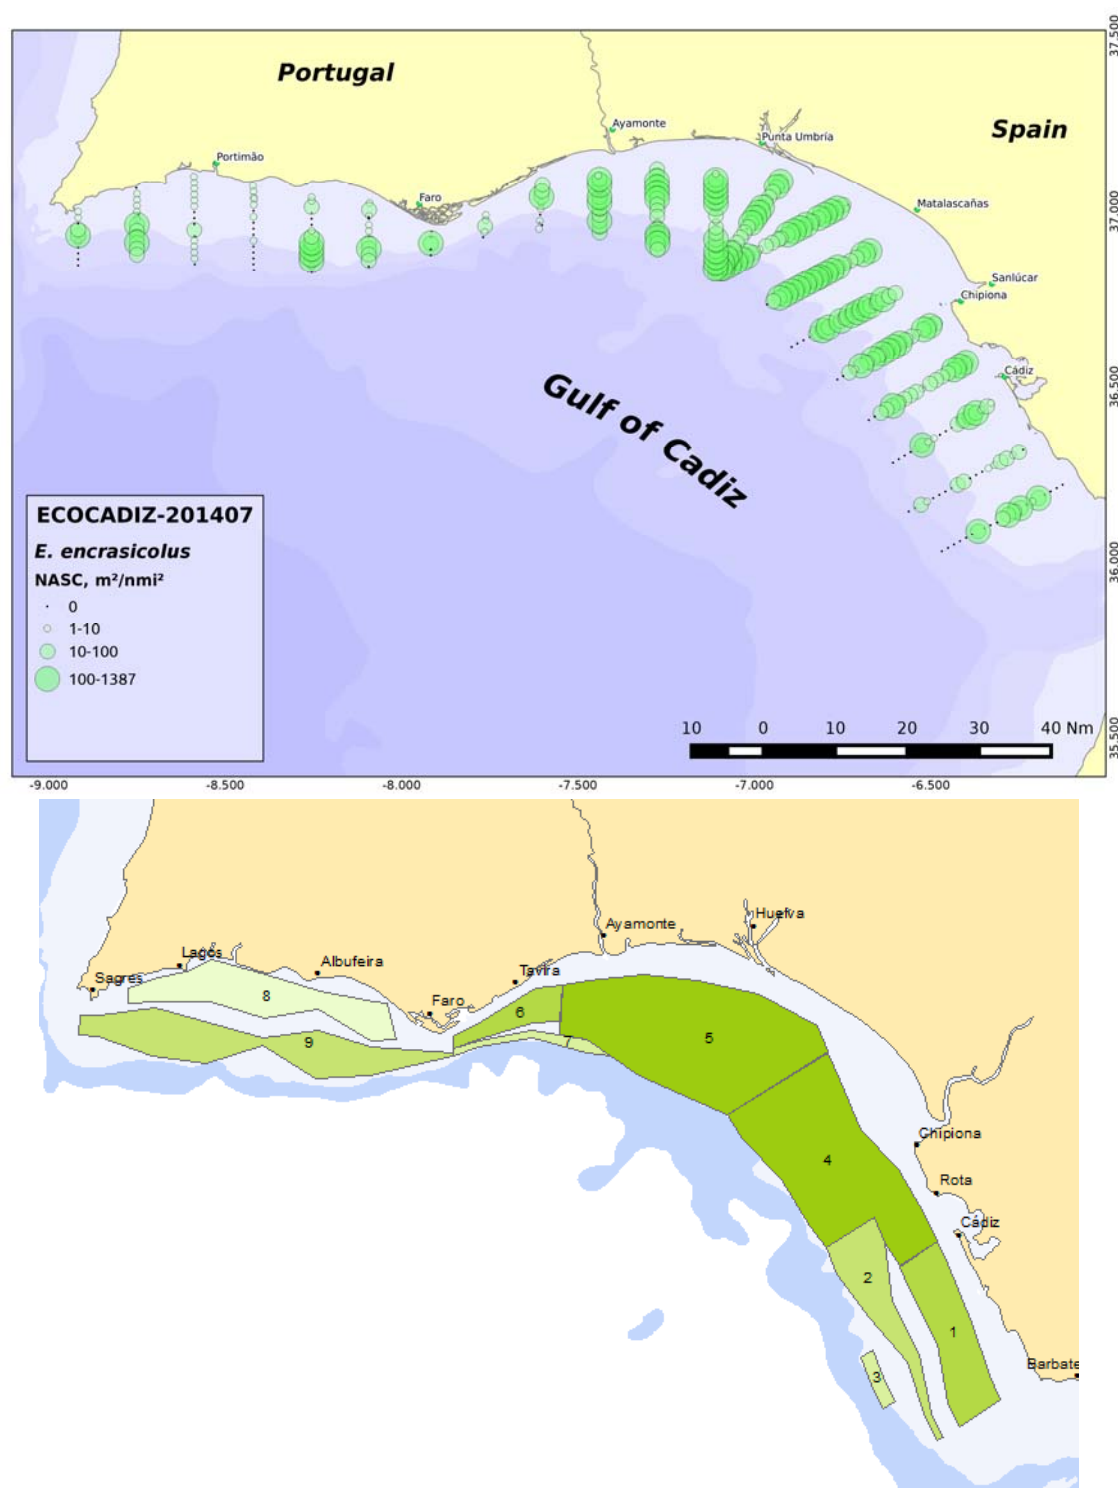 Portugal
Spain
Ayamonte
Punta Umbría
Portimão
Faro
Matalascañas
Sanlúcar
Chipiona
Cádiz
Gulf of Cadiz
37.500
37.000
36.500
36.000
35.500
ECOCADIZ-201407
E. encrasicolus
NASC, m²/nmi²
0
1-10
10-100
100-1387
10 0 10 20 30 40 Nm
-9.000 -8.500 -8.000 -7.500 -7.000 -6.500
Huelva
Ayamonte
Lagos
Albufeira
Sagres
Tavira
Faro
8
6
9
7
5
Chipiona
4
Rota
Cádiz
2
1
3
Barbate